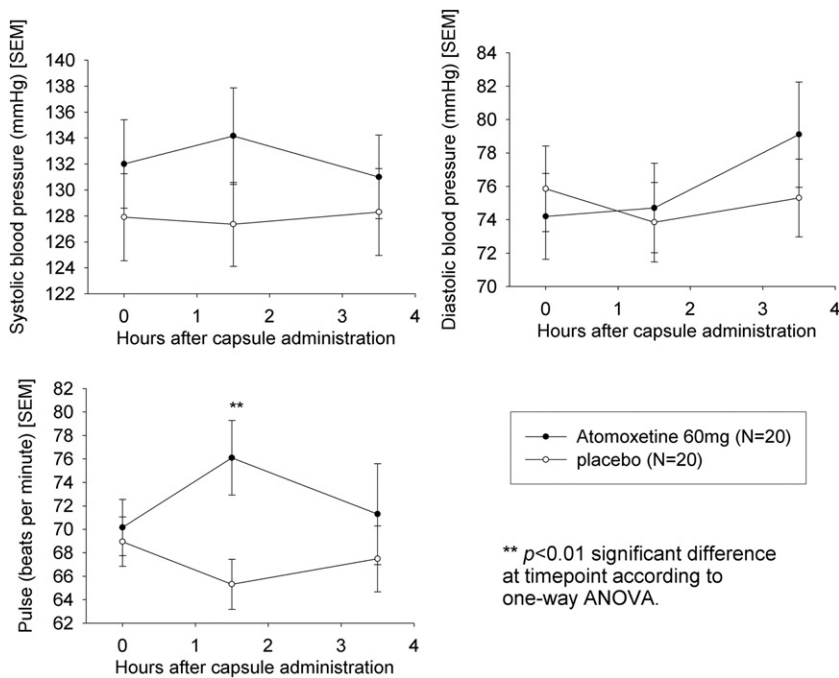 Systolic blood pressure (mmHg) [SEM]
140
138
136
134
132
130
128
126
124
122
0 1 2 3 4
Hours after capsule administration
Diastolic blood pressure (mmHg) [SEM]
84
82
80
78
76
74
72
70
0 1 2 3 4
Hours after capsule administration
Pulse (beats per minute) [SEM]
82
80
78
76
74
72
70
68
66
64
62
**
0 1 2 3 4
Hours after capsule administration
Atomoxetine 60mg (N=20)
placebo (N=20)
** p<0.01 significant difference
at timepoint according to
one-way ANOVA.